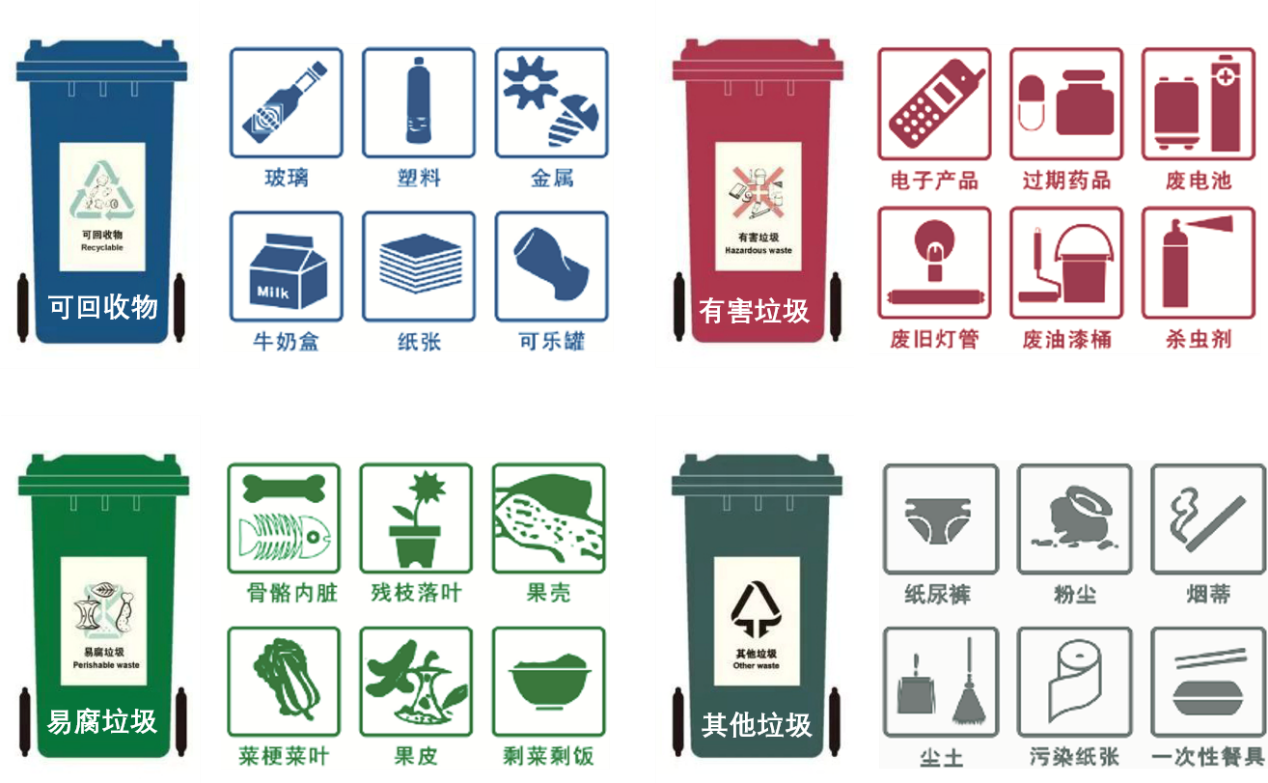 玻璃
塑料
金属
可回收物
Recyclable
Milk
可回收物
牛奶盒
纸张
可乐罐
电子产品
过期药品
废电池
有害垃圾
Hazardous waste
有害垃圾
废旧灯管
废油漆桶
杀虫剂
骨骼内脏
残枝落叶
果壳
易腐垃圾
Perishable waste
易腐垃圾
菜梗菜叶
果皮
剩菜剩饭
纸尿裤
粉尘
烟蒂
其他垃圾
Other waste
其他垃圾
尘土
污染纸张
一次性餐具